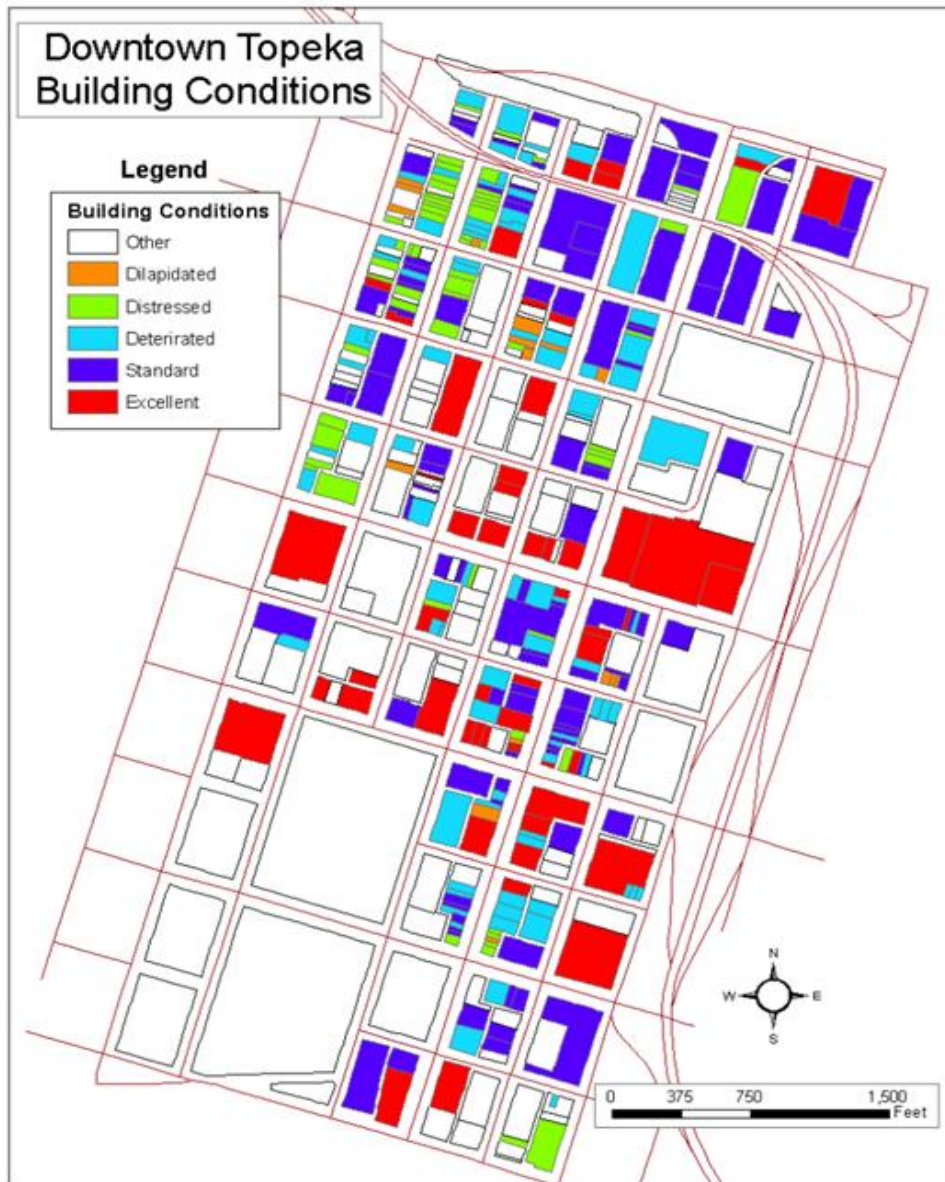 Downtown Topeka
Building Conditions
Legend
Building Conditions
Other
Dilapidated
Distressed
Deterirated
Standard
Excellent
N
W E
S
0 375 750 1,500
Feet